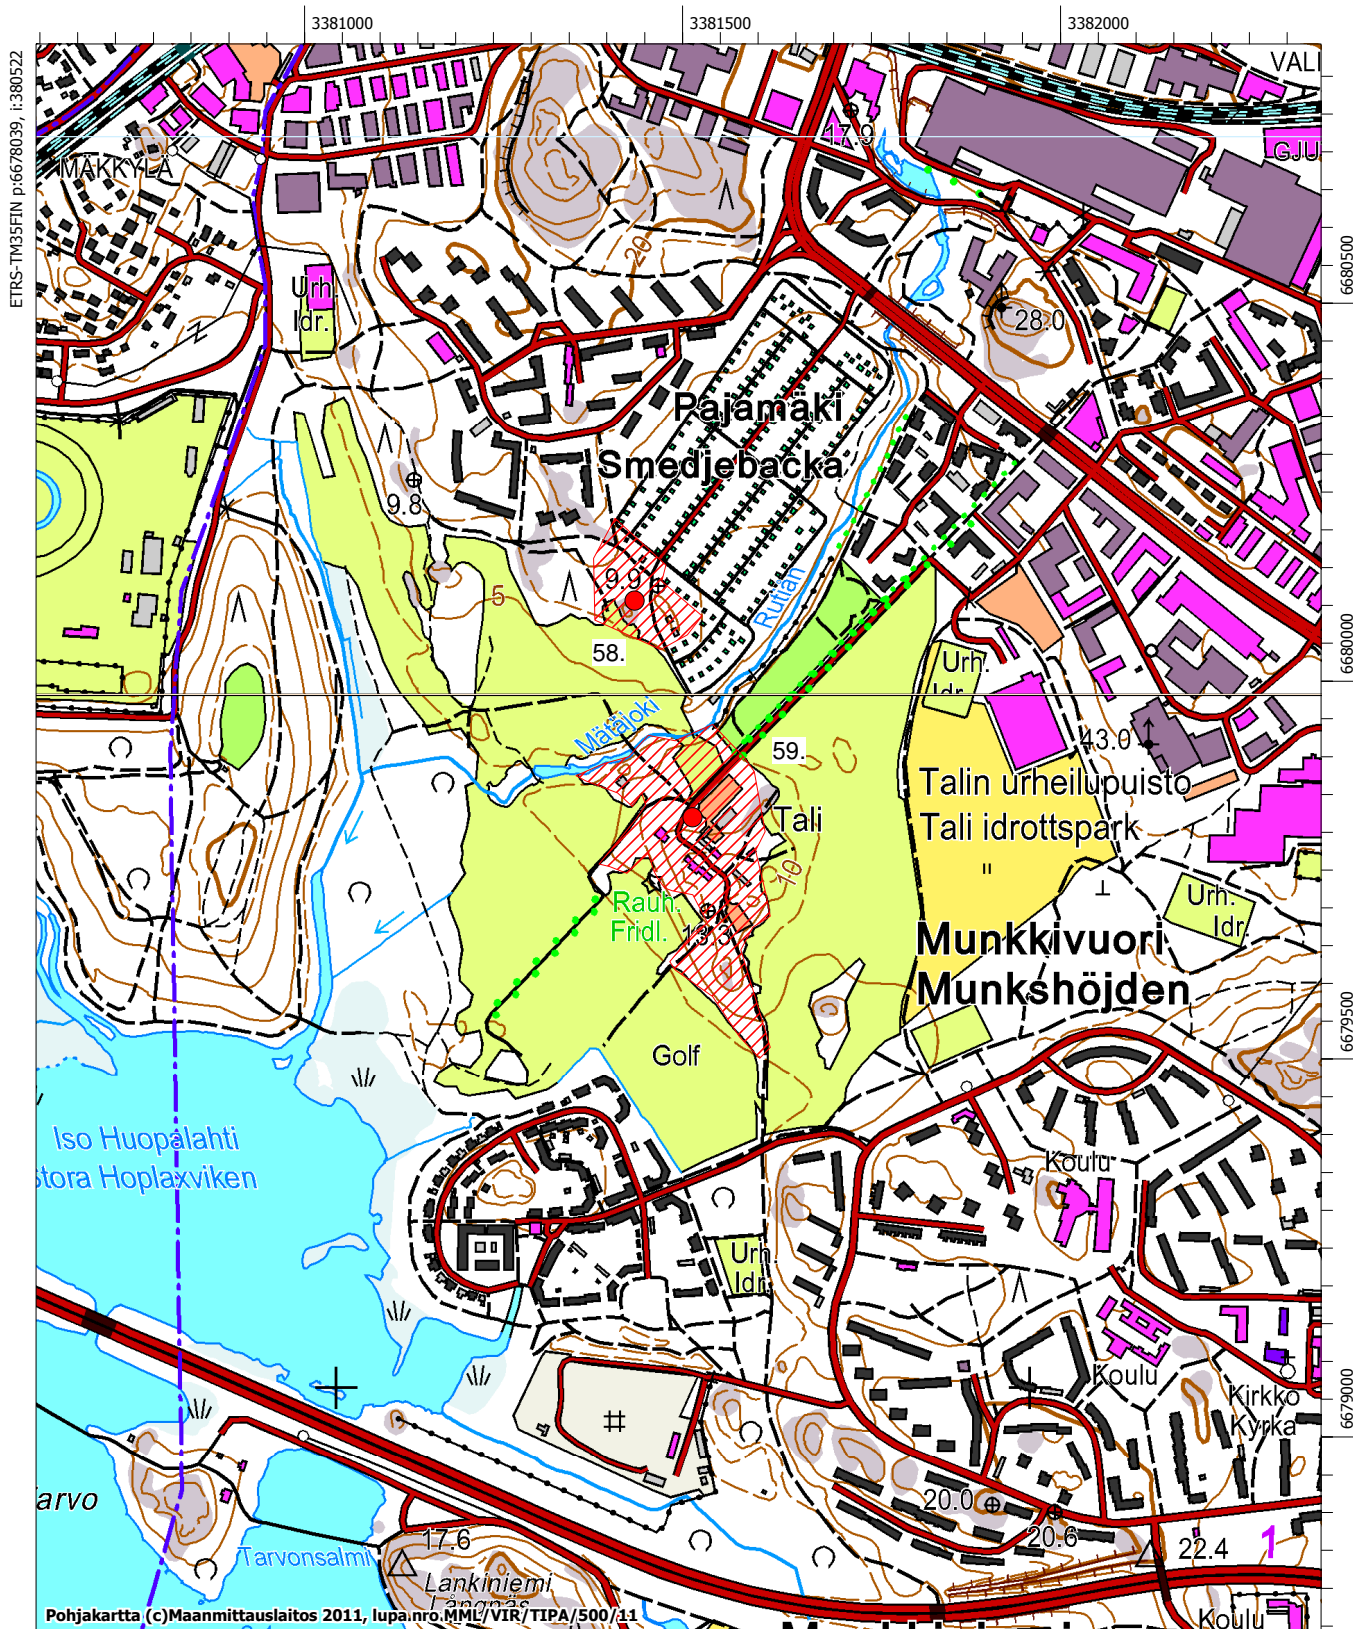 3381000
3381500
3382000
ETRS-TM35FIN p:6678039, i:380522
VALI
17.9
MÄKKYLÄ
GJU
20
6680500
Urh.
Idr.
28.0
Pajamäki
Smedjebacka
9.8
5
9.9
Rutiån
6680000
58.
Urh.
Idr.
Mätäjoki
59.
43.0
Talin urheilupuisto
Tali idrottspark
Tali
10
Rauh.
Fridl.
13.3
Urh.
Idr.
Munkkivuori
Munkshöjden
6679500
Golf
Iso Huopalahti
Stora Hoplaxviken
Koulu
Urh.
Idr.
Koulu
Kirkko
Kyrka
6679000
arvo
20.0
20.6
22.4
1
17.6
Tarvonsalmi
Lankiniemi
Långnäs
Pohjakartta (c)Maanmittauslaitos 2011, lupa.nro.MML/VIR/TIPA/500/11
Koulu